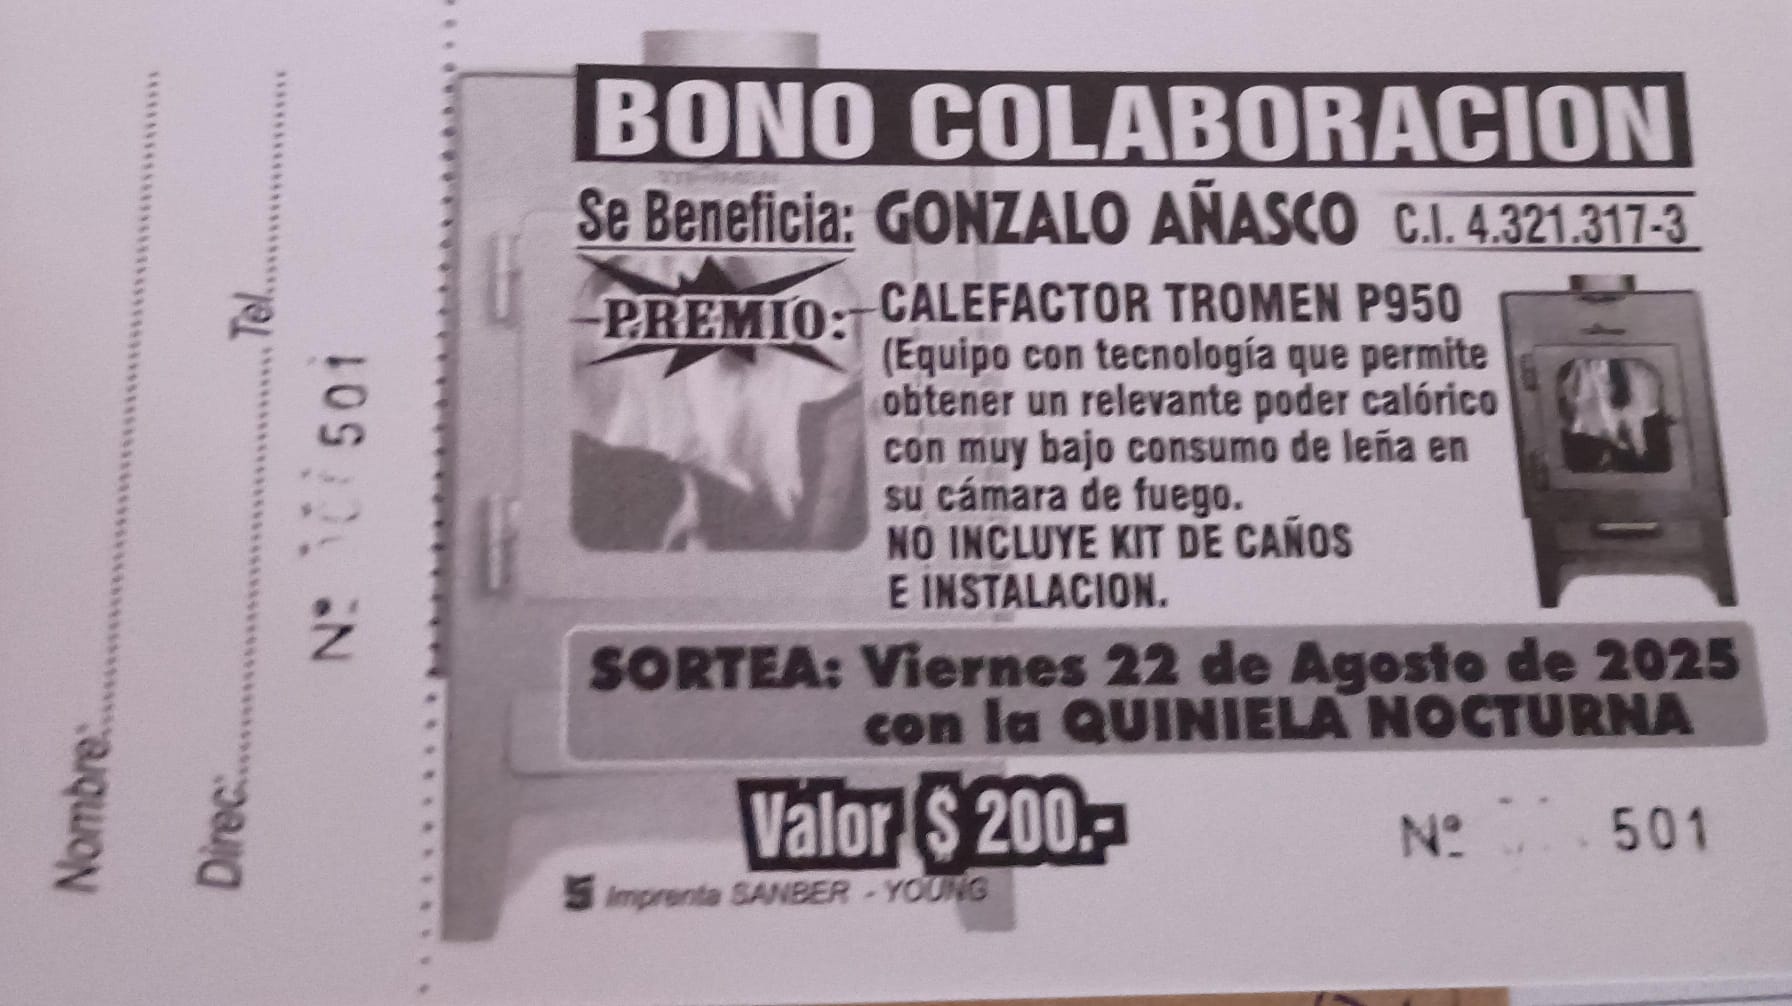 Nombre:
Direc: Tel.
Nº 501
BONO COLABORACION
Se Beneficia: GONZALO AÑASCO C.I. 4.321.317-3
PREMIO: CALEFACTOR TROMEN P950
(Equipo con tecnología que permite
obtener un relevante poder calórico
con muy bajo consumo de leña en
su cámara de fuego.
NO INCLUYE KIT DE CAÑOS
E INSTALACION.
SORTEA: Viernes 22 de Agosto de 2025
con la QUINIELA NOCTURNA
Valor $ 200.-
Nº 501
Imprenta SANBER - YOUNG